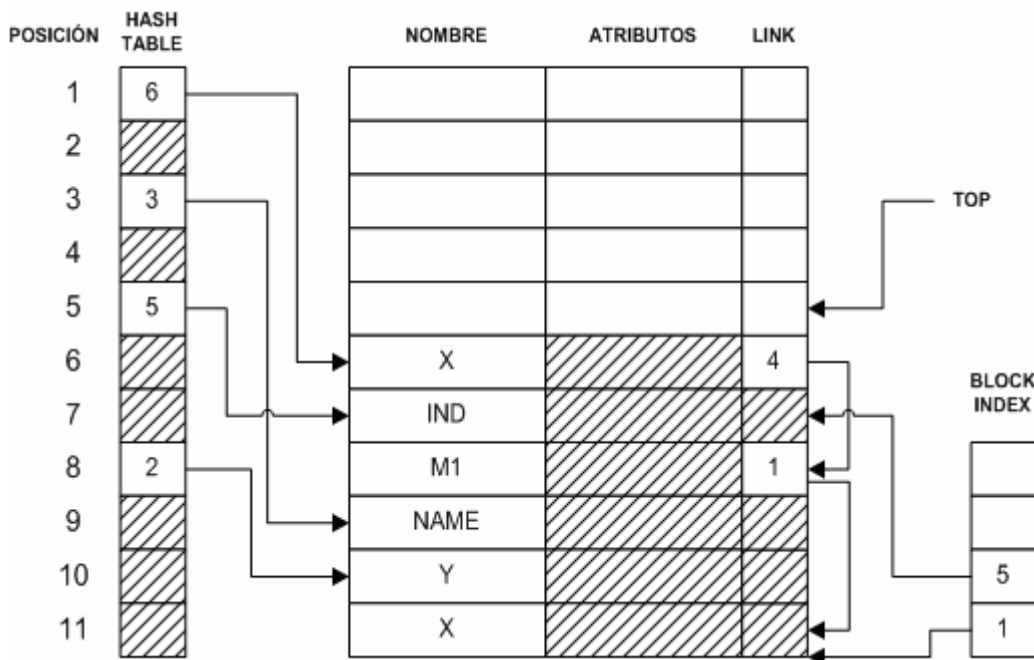 POSICIÓN HASH TABLE NOMBRE ATRIBUTOS LINK
1 6
2
3 3 TOP
4
5 5
6 X 4
7 IND BLOCK INDEX
8 2 M1 1
9 NAME
10 Y 5
11 X 1